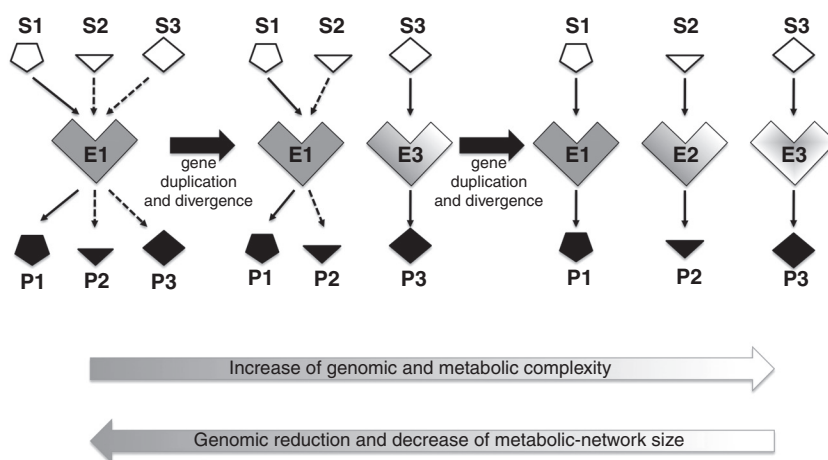 S1 S2 S3 S1 S2 S3 S1 S2 S3
E1 E1 E3 E1 E2 E3
gene
duplication
and divergence
gene
duplication
and divergence
P1 P2 P3 P1 P2 P3 P1 P2 P3
Increase of genomic and metabolic complexity
Genomic reduction and decrease of metabolic-network size